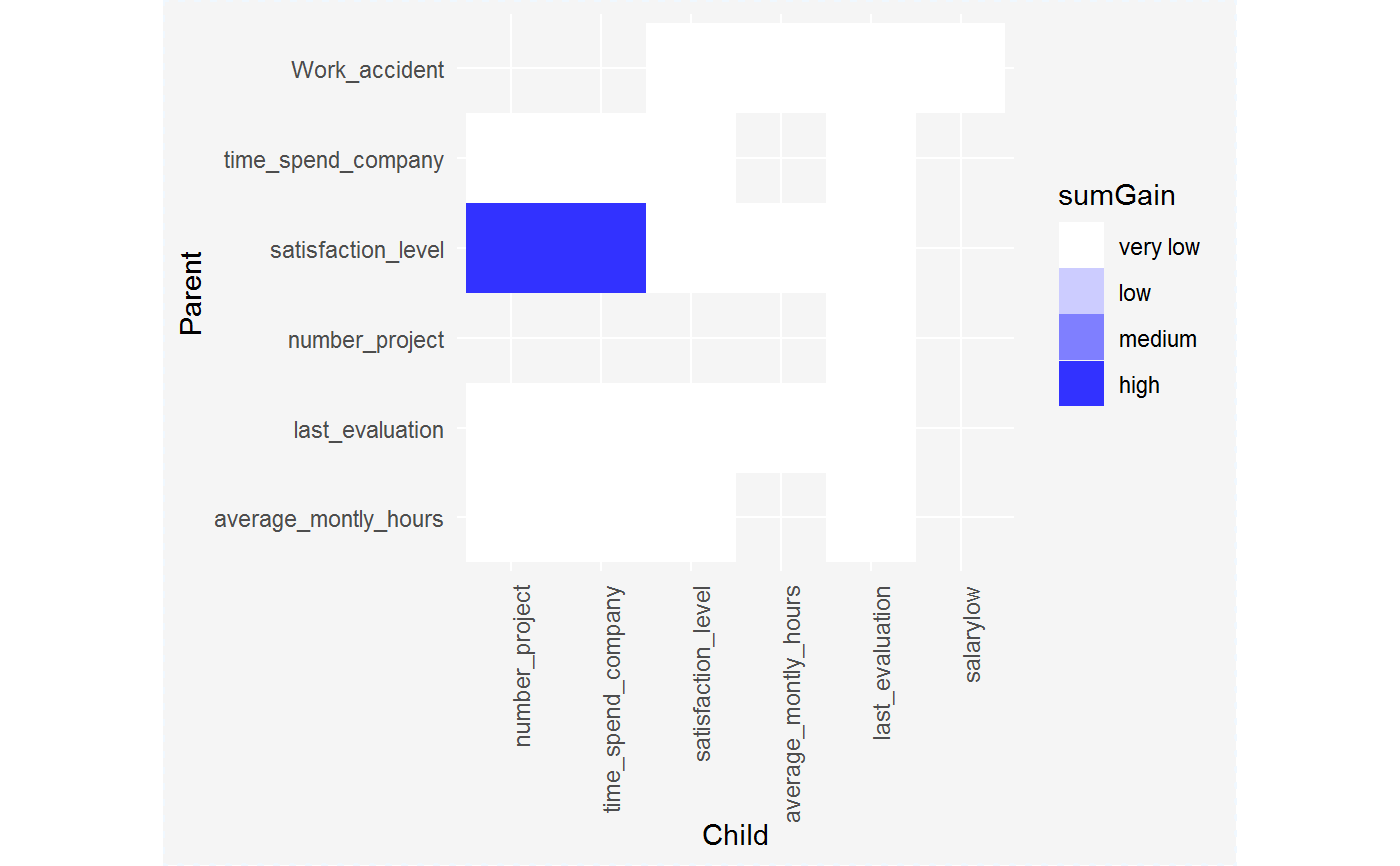 Work_accident
time_spend_company
satisfaction_level
number_project
last_evaluation
average_montly_hours
Parent
number_project
time_spend_company
satisfaction_level
average_montly_hours
last_evaluation
salarylow
Child
sumGain
very low
low
medium
high